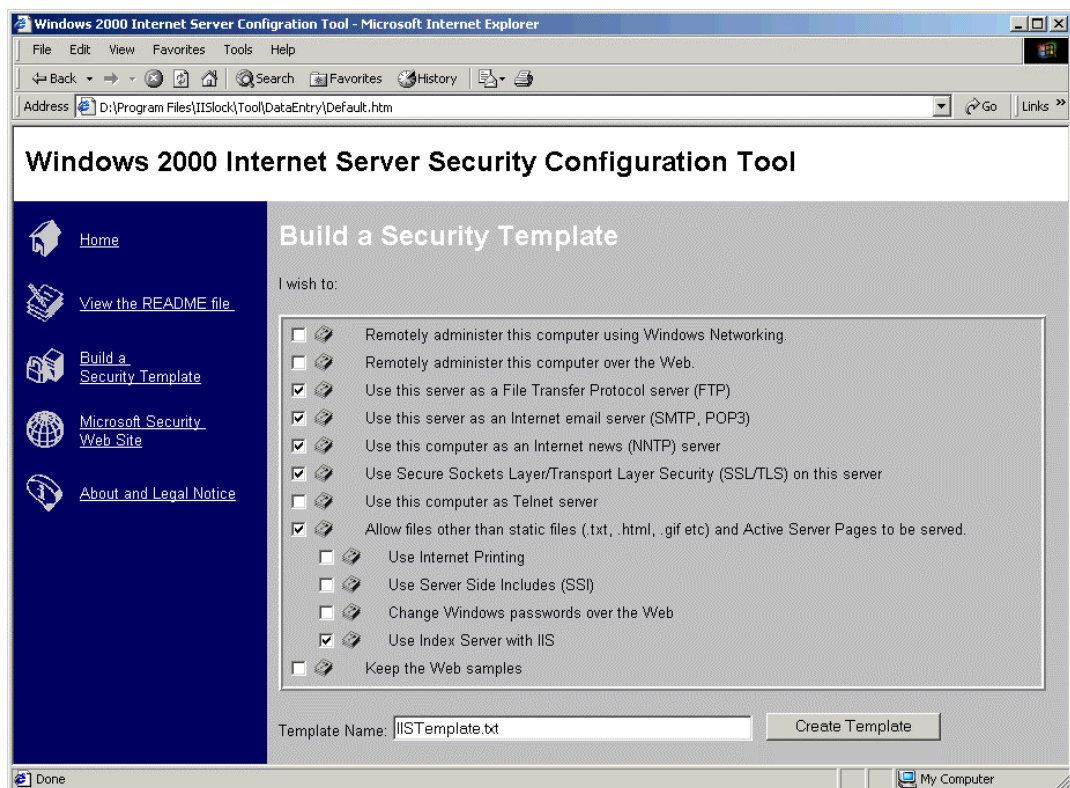 Windows 2000 Internet Server Configration Tool - Microsoft Internet Explorer
File Edit View Favorites Tools Help
Back Search Favorites History
Address D:\Program Files\IISlock\Tool\DataEntry\Default.htm Go Links »
Windows 2000 Internet Server Security Configuration Tool
Home
View the README file
Build a
Security Template
Microsoft Security
Web Site
About and Legal Notice
Build a Security Template
I wish to:
Remotely administer this computer using Windows Networking.
Remotely administer this computer over the Web.
Use this server as a File Transfer Protocol server (FTP)
Use this server as an Internet email server (SMTP, POP3)
Use this computer as an Internet news (NNTP) server
Use Secure Sockets Layer/Transport Layer Security (SSL/TLS) on this server
Use this computer as Telnet server
Allow files other than static files (.txt, .html, .gif etc) and Active Server Pages to be served.
Use Internet Printing
Use Server Side Includes (SSI)
Change Windows passwords over the Web
Use Index Server with IIS
Keep the Web samples
Template Name: IISTemplate.txt Create Template
Done My Computer